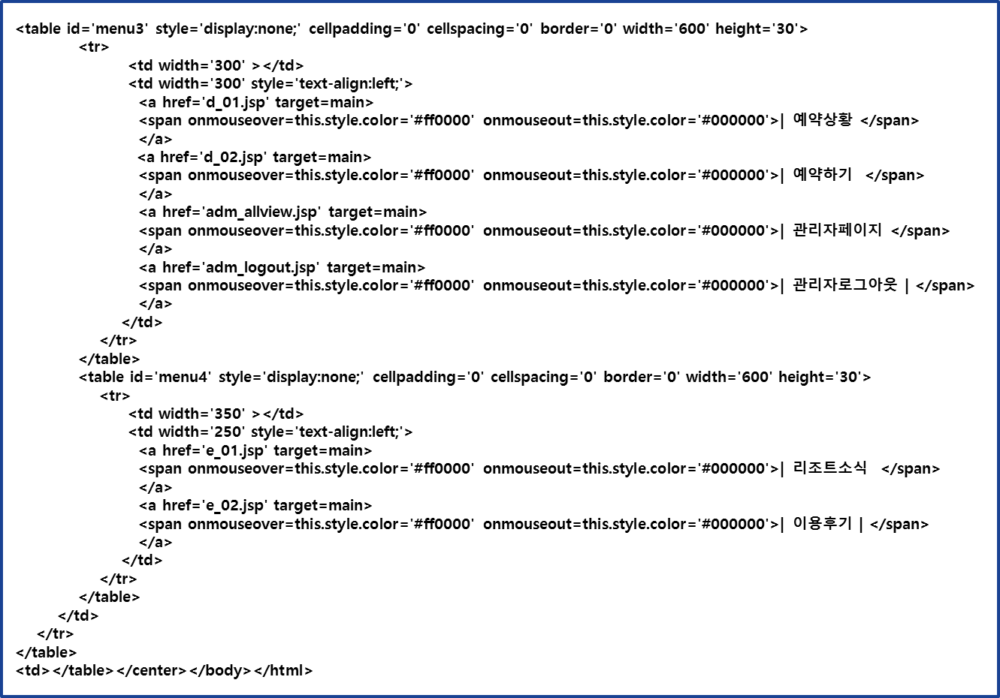 <table id='menu3' style='display:none;' cellpadding='0' cellspacing='0' border='0' width='600' height='30'>
<tr>
<td width='300' ></td>
<td width='300' style='text-align:left;'>
<a href='d_01.jsp' target=main>
<span onmouseover=this.style.color='#ff0000' onmouseout=this.style.color='#000000'>| 예약상황 </span>
</a>
<a href='d_02.jsp' target=main>
<span onmouseover=this.style.color='#ff0000' onmouseout=this.style.color='#000000'>| 예약하기 </span>
</a>
<a href='adm_allview.jsp' target=main>
<span onmouseover=this.style.color='#ff0000' onmouseout=this.style.color='#000000'>| 관리자페이지 </span>
</a>
<a href='adm_logout.jsp' target=main>
<span onmouseover=this.style.color='#ff0000' onmouseout=this.style.color='#000000'>| 관리자로그아웃 | </span>
</a>
</td>
</tr>
</table>
<table id='menu4' style='display:none;' cellpadding='0' cellspacing='0' border='0' width='600' height='30'>
<tr>
<td width='350' ></td>
<td width='250' style='text-align:left;'>
<a href='e_01.jsp' target=main>
<span onmouseover=this.style.color='#ff0000' onmouseout=this.style.color='#000000'>| 리조트소식 </span>
</a>
<a href='e_02.jsp' target=main>
<span onmouseover=this.style.color='#ff0000' onmouseout=this.style.color='#000000'>| 이용후기 | </span>
</a>
</td>
</tr>
</table>
</td>
</tr>
</table>
<td></table></center></body></html>